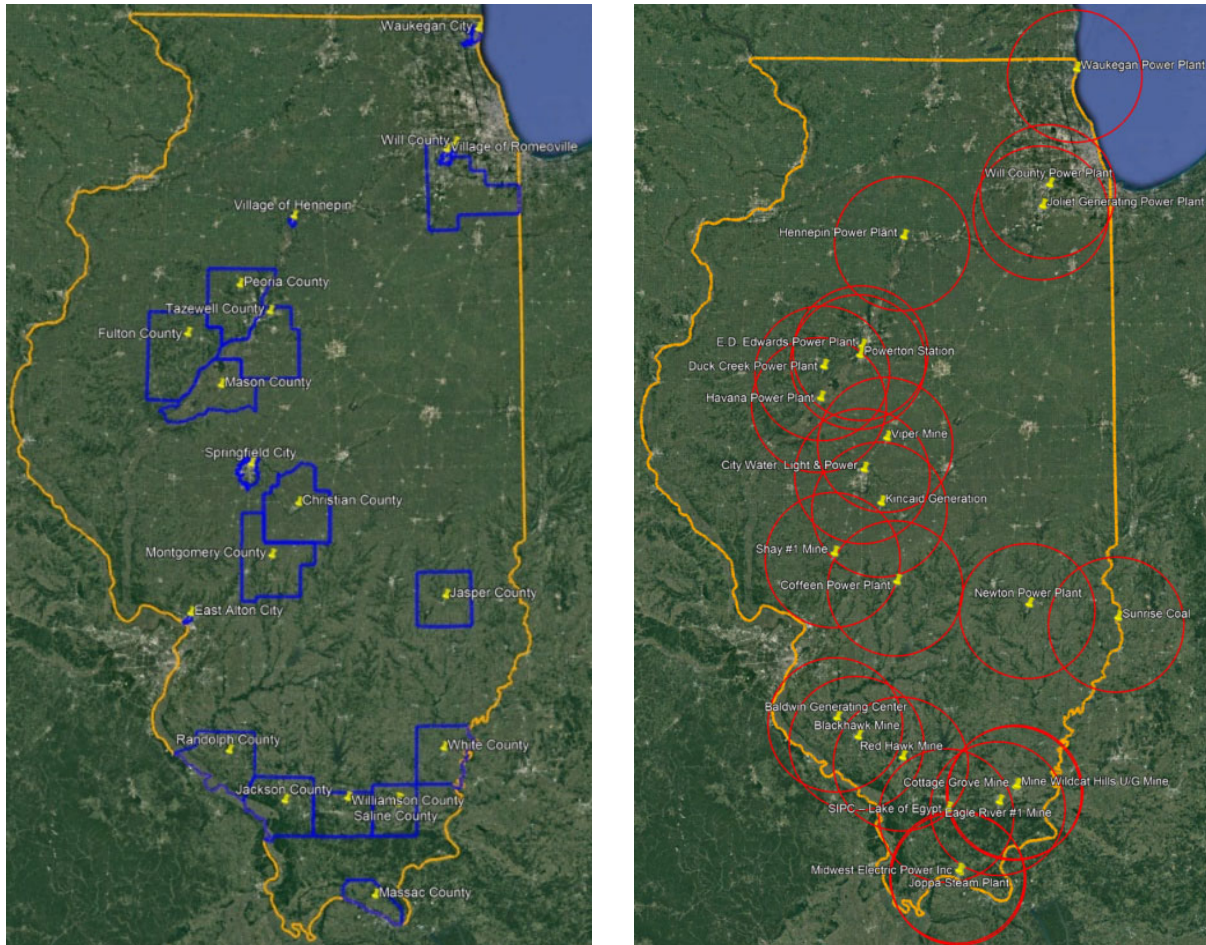 Waukegan City
Will County
Village of Romeoville
Village of Hennepin
Peoria County
Tazewell County
Fulton County
Mason County
Springfield City
Christian County
Montgomery County
Jasper County
East Alton City
Randolph County
White County
Jackson County
Williamson County
Saline County
Massac County
Waukegan Power Plant
Will County Power Plant
Joliet Generating Power Plant
Hennepin Power Plant
E.D. Edwards Power Plant
Powerton Station
Duck Creek Power Plant
Havana Power Plant
Viper Mine
City Water, Light & Power
Kincaid Generation
Shay #1 Mine
Coffeen Power Plant
Newton Power Plant
Sunrise Coal
Baldwin Generating Center
Blackhawk Mine
Red Hawk Mine
Cottage Grove Mine
Mine Wildcat Hills U/G Mine
SIPC – Lake of Egypt
Eagle River #1 Mine
Midwest Electric Power Inc
Joppa Steam Plant